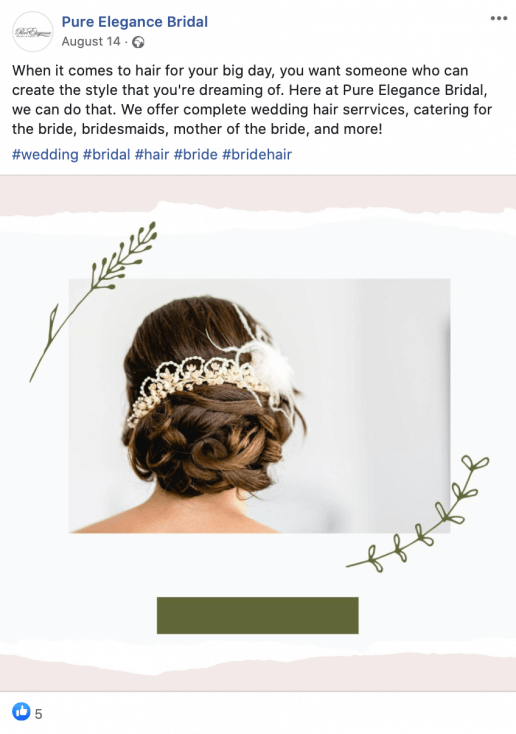 Pure Elegance Bridal
August 14 ·
When it comes to hair for your big day, you want someone who can
create the style that you're dreaming of. Here at Pure Elegance Bridal,
we can do that. We offer complete wedding hair serrvices, catering for
the bride, bridesmaids, mother of the bride, and more!
#wedding #bridal #hair #bride #bridehair
5